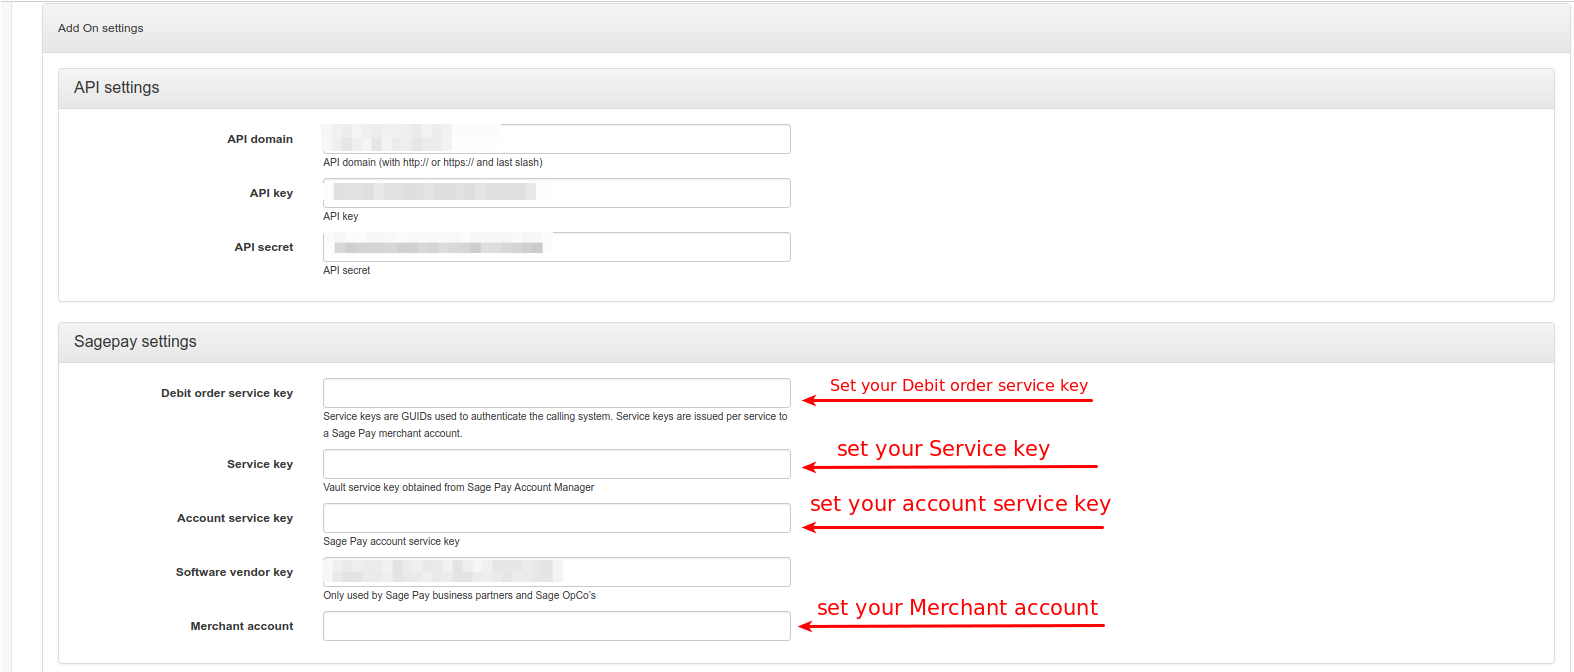 Add On settings
API settings
API domain
API domain (with http:// or https:// and last slash)
API key
API key
API secret
API secret
Sagepay settings
Debit order service key
Set your Debit order service key
Service keys are GUIDs used to authenticate the calling system. Service keys are issued per service to
a Sage Pay merchant account.
Service key
set your Service key
Vault service key obtained from Sage Pay Account Manager
Account service key
set your account service key
Sage Pay account service key
Software vendor key
Only used by Sage Pay business partners and Sage OpCo's
Merchant account
set your Merchant account